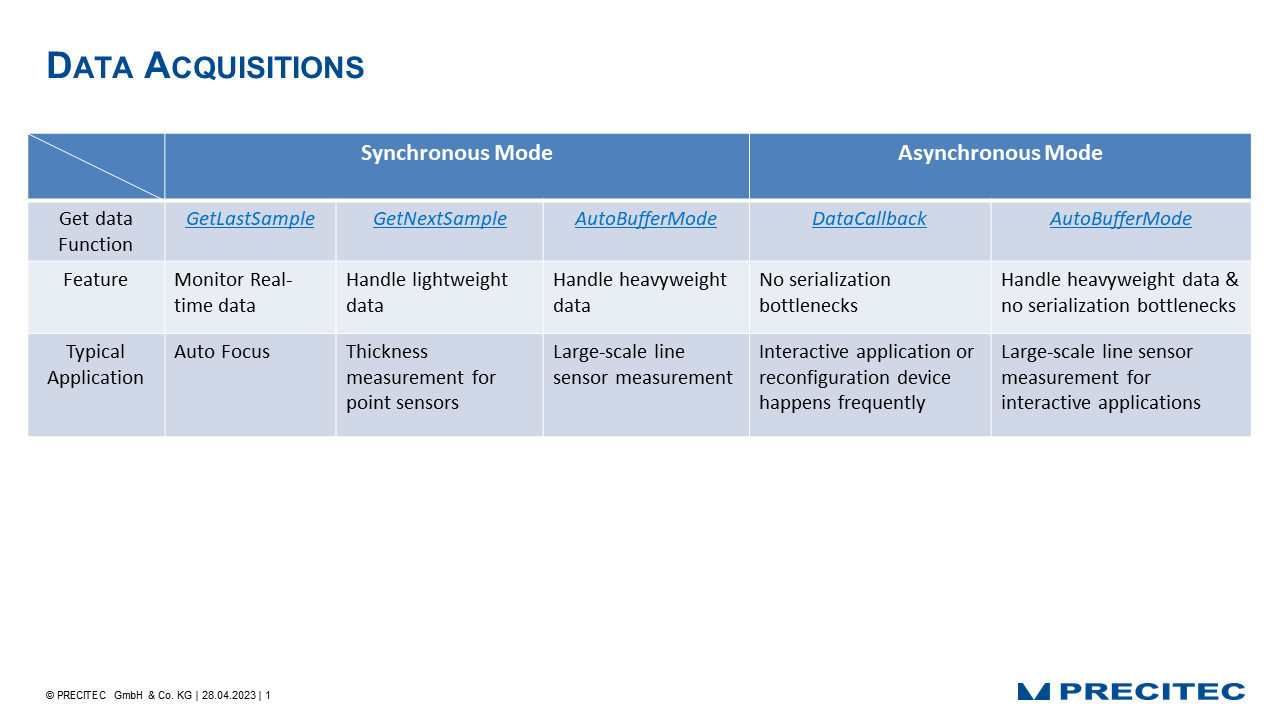 DATA ACQUISITIONS
Synchronous Mode
Asynchronous Mode
Get data
Function
GetLastSample
GetNextSample
AutoBufferMode
DataCallback
AutoBufferMode
Feature
Monitor Real-
time data
Handle lightweight
data
Handle heavyweight
data
No serialization
bottlenecks
Handle heavyweight data &
no serialization bottlenecks
Typical
Application
Auto Focus
Thickness
measurement for
point sensors
Large-scale line
sensor measurement
Interactive application or
reconfiguration device
happens frequently
Large-scale line sensor
measurement for
interactive applications
© PRECITEC GmbH & Co. KG | 28.04.2023 | 1
PRECITEC